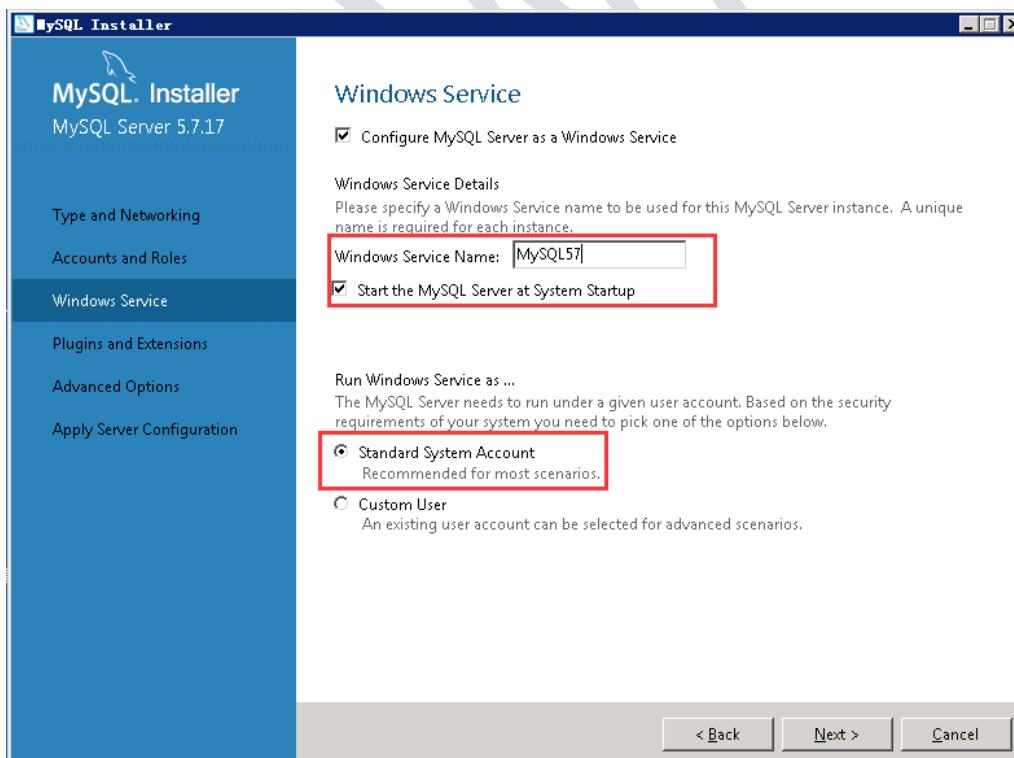 MySQL Installer
MySQL. Installer
MySQL Server 5.7.17
Type and Networking
Accounts and Roles
Windows Service
Plugins and Extensions
Advanced Options
Apply Server Configuration
Windows Service
Configure MySQL Server as a Windows Service
Windows Service Details
Please specify a Windows Service name to be used for this MySQL Server instance. A unique
name is required for each instance.
Windows Service Name: MySQL57
Start the MySQL Server at System Startup
Run Windows Service as ...
The MySQL Server needs to run under a given user account. Based on the security
requirements of your system you need to pick one of the options below.
Standard System Account
Recommended for most scenarios.
Custom User
An existing user account can be selected for advanced scenarios.
< Back
Next >
Cancel